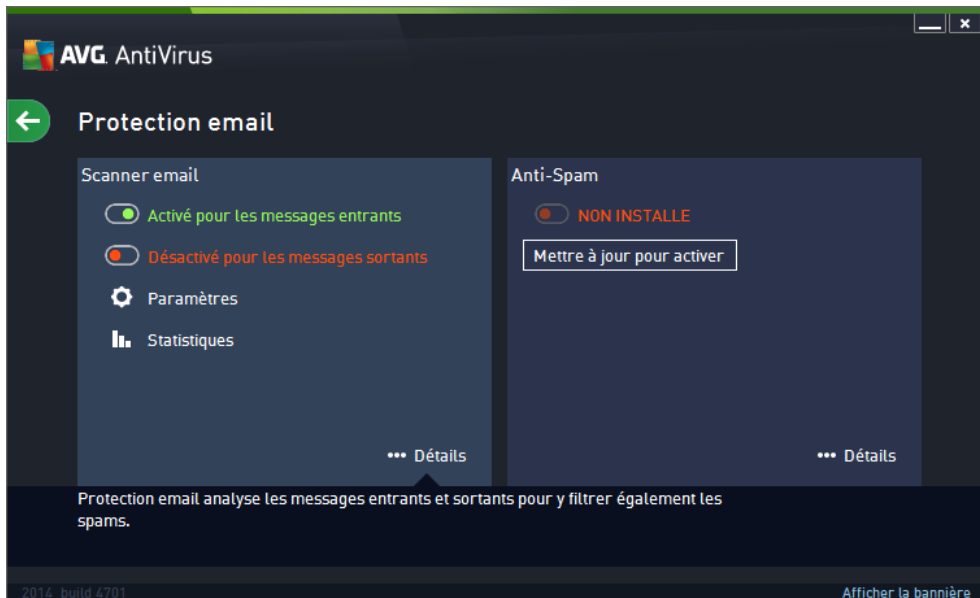 AVG. AntiVirus
Protection email
Scanner email
Activé pour les messages entrants
Désactivé pour les messages sortants
Paramètres
Statistiques
••• Détails
Anti-Spam
NON INSTALLE
Mettre à jour pour activer
••• Détails
Protection email analyse les messages entrants et sortants pour y filtrer également les
spams.
2014 build 4701
Afficher la bannière